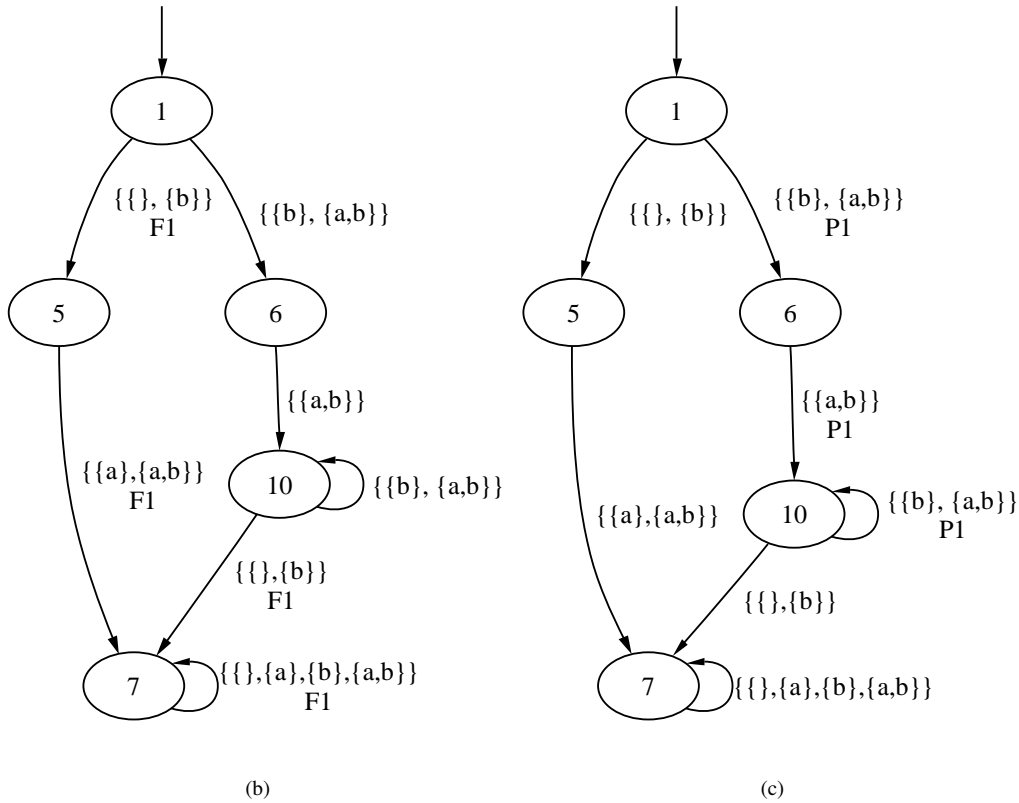 1
{{}, {b}}
F1
{{b}, {a,b}}
5
6
{{a,b}}
{{a},{a,b}}
F1
10
{{b}, {a,b}}
{{},{b}}
F1
7
{{},{a},{b},{a,b}}
F1
(b)
1
{{}, {b}}
{{b}, {a,b}}
P1
5
6
{{a,b}}
P1
{{a},{a,b}}
10
{{b}, {a,b}}
P1
{{},{b}}
7
{{},{a},{b},{a,b}}
(c)